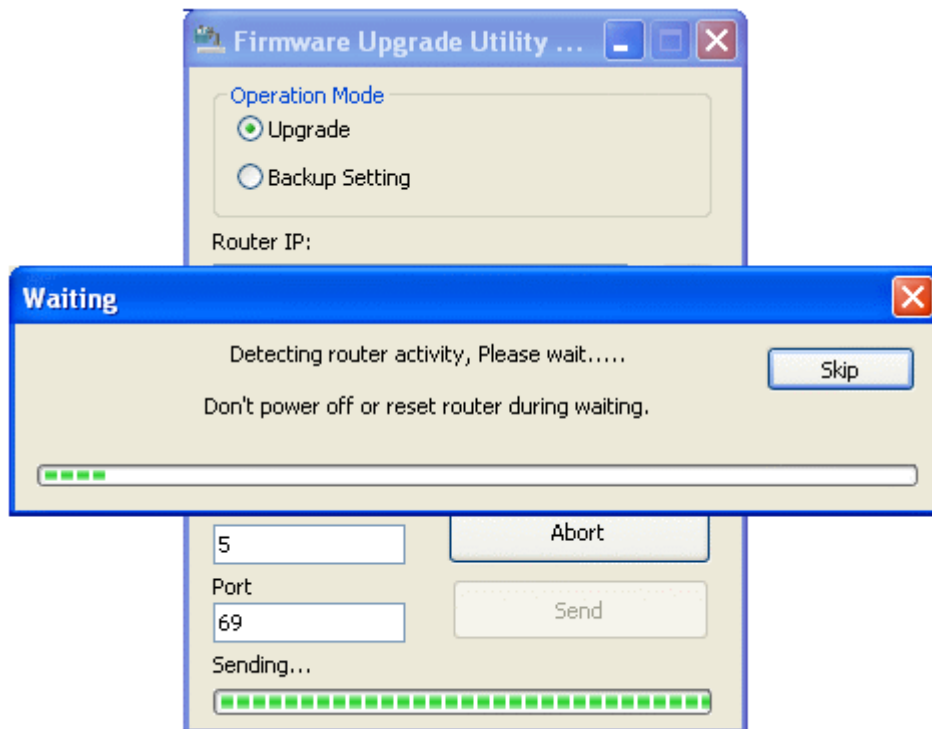 Firmware Upgrade Utility ...
Operation Mode
Upgrade
Backup Setting
Router IP:
Waiting
Detecting router activity, Please wait.....
Skip
Don't power off or reset router during waiting.
5
Abort
Port
69
Send
Sending...